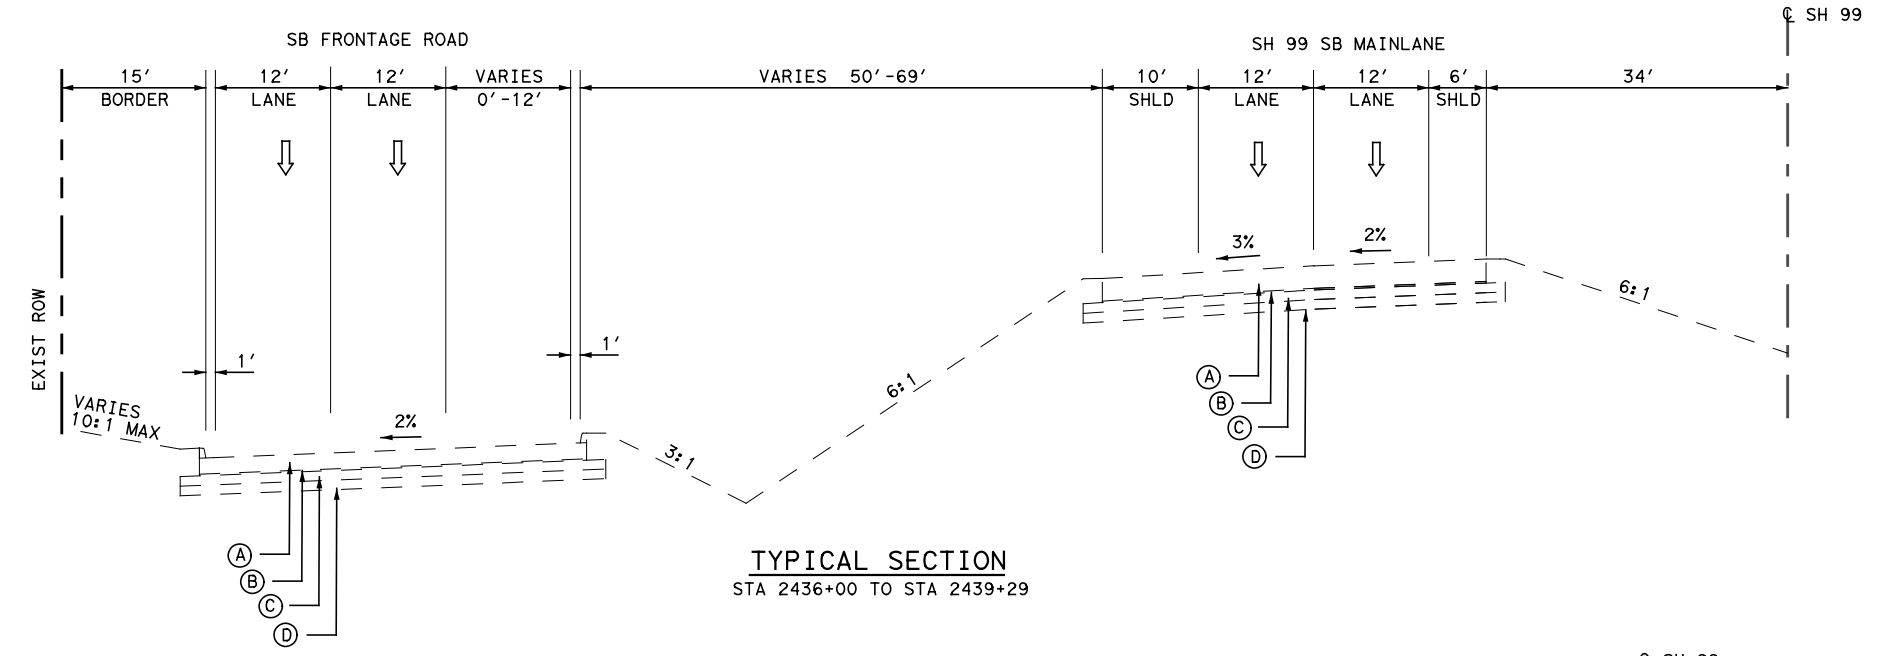 ℄ SH 99
SB FRONTAGE ROAD
SH 99 SB MAINLANE
15' 12' 12' VARIES VARIES 50'-69' 10' 12' 12' 6' 34'
BORDER LANE LANE 0'-12' SHLD LANE LANE SHLD
3% 2%
6:1
EXIST ROW
1'
1'
6:1
VARIES
10:1 MAX
2%
3:1
A
B
C
D
A
B
C
D
TYPICAL SECTION
STA 2436+00 TO STA 2439+29